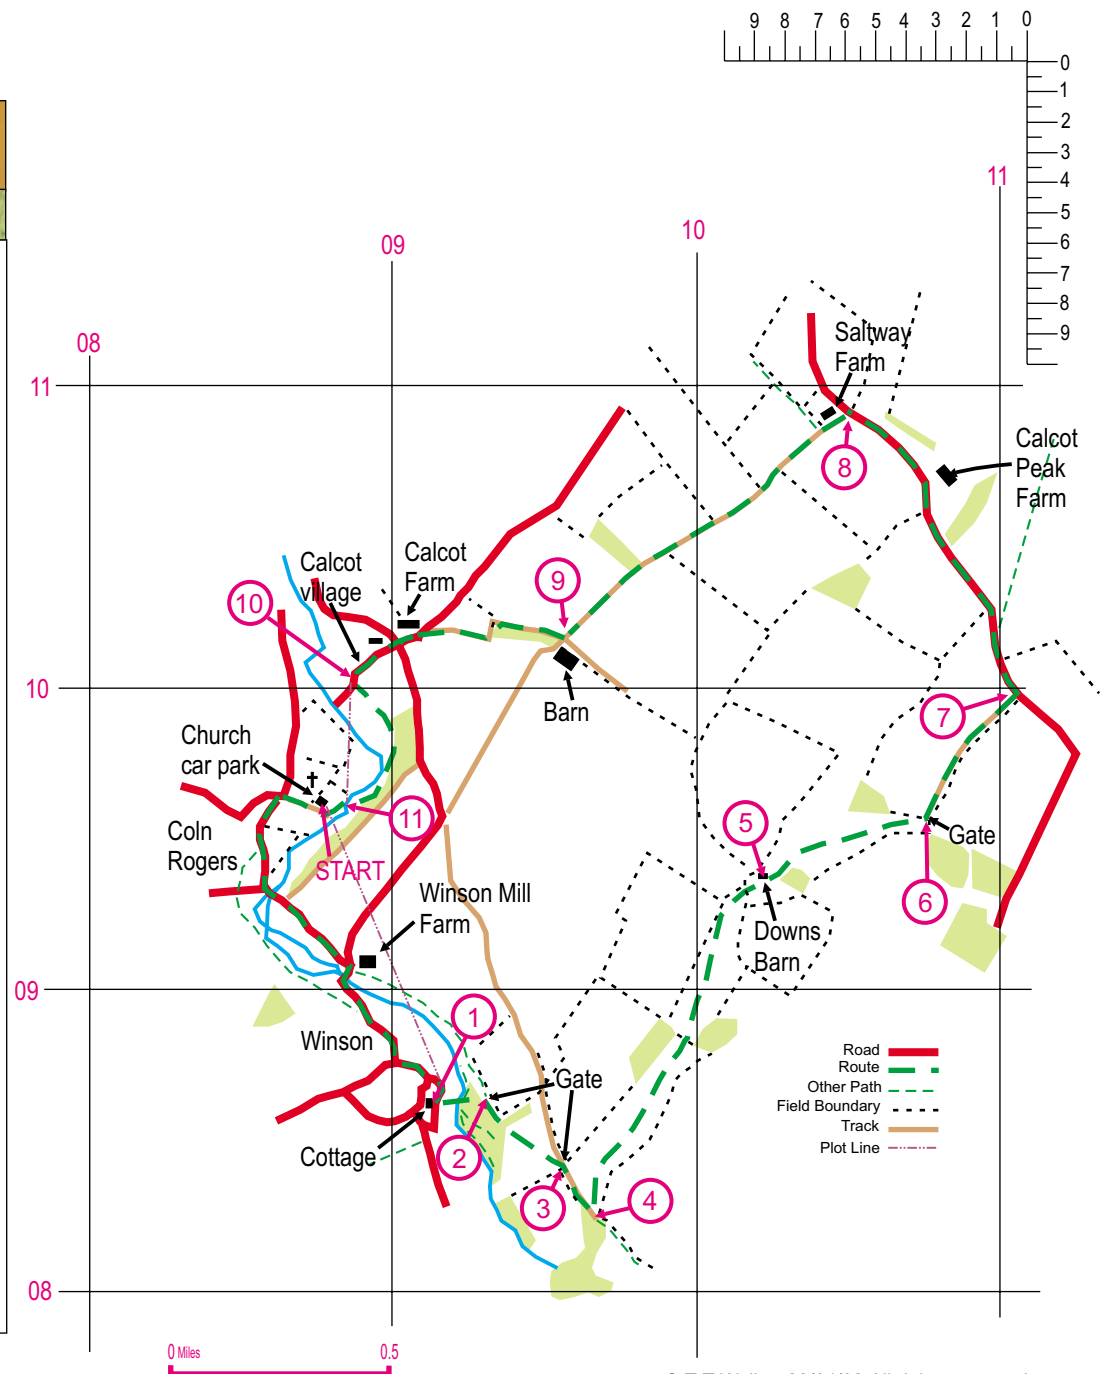 9 8 7 6 5 4 3 2 1 0
0
1
2
3
4
5
6
7
8
9
11
10
09
08
11
Saltway
Farm
8
Calcot
Peak
Farm
Calcot
village
Calcot
Farm
9
10
10
Barn
7
Church
car park
11
5
Gate
Coln
Rogers
START
Winson Mill
Farm
6
Downs
Barn
09
1
Winson
Gate
Cottage
2
3
4
Road
Route
Other Path
Field Boundary
Track
Plot Line
08
0 Miles
0.5